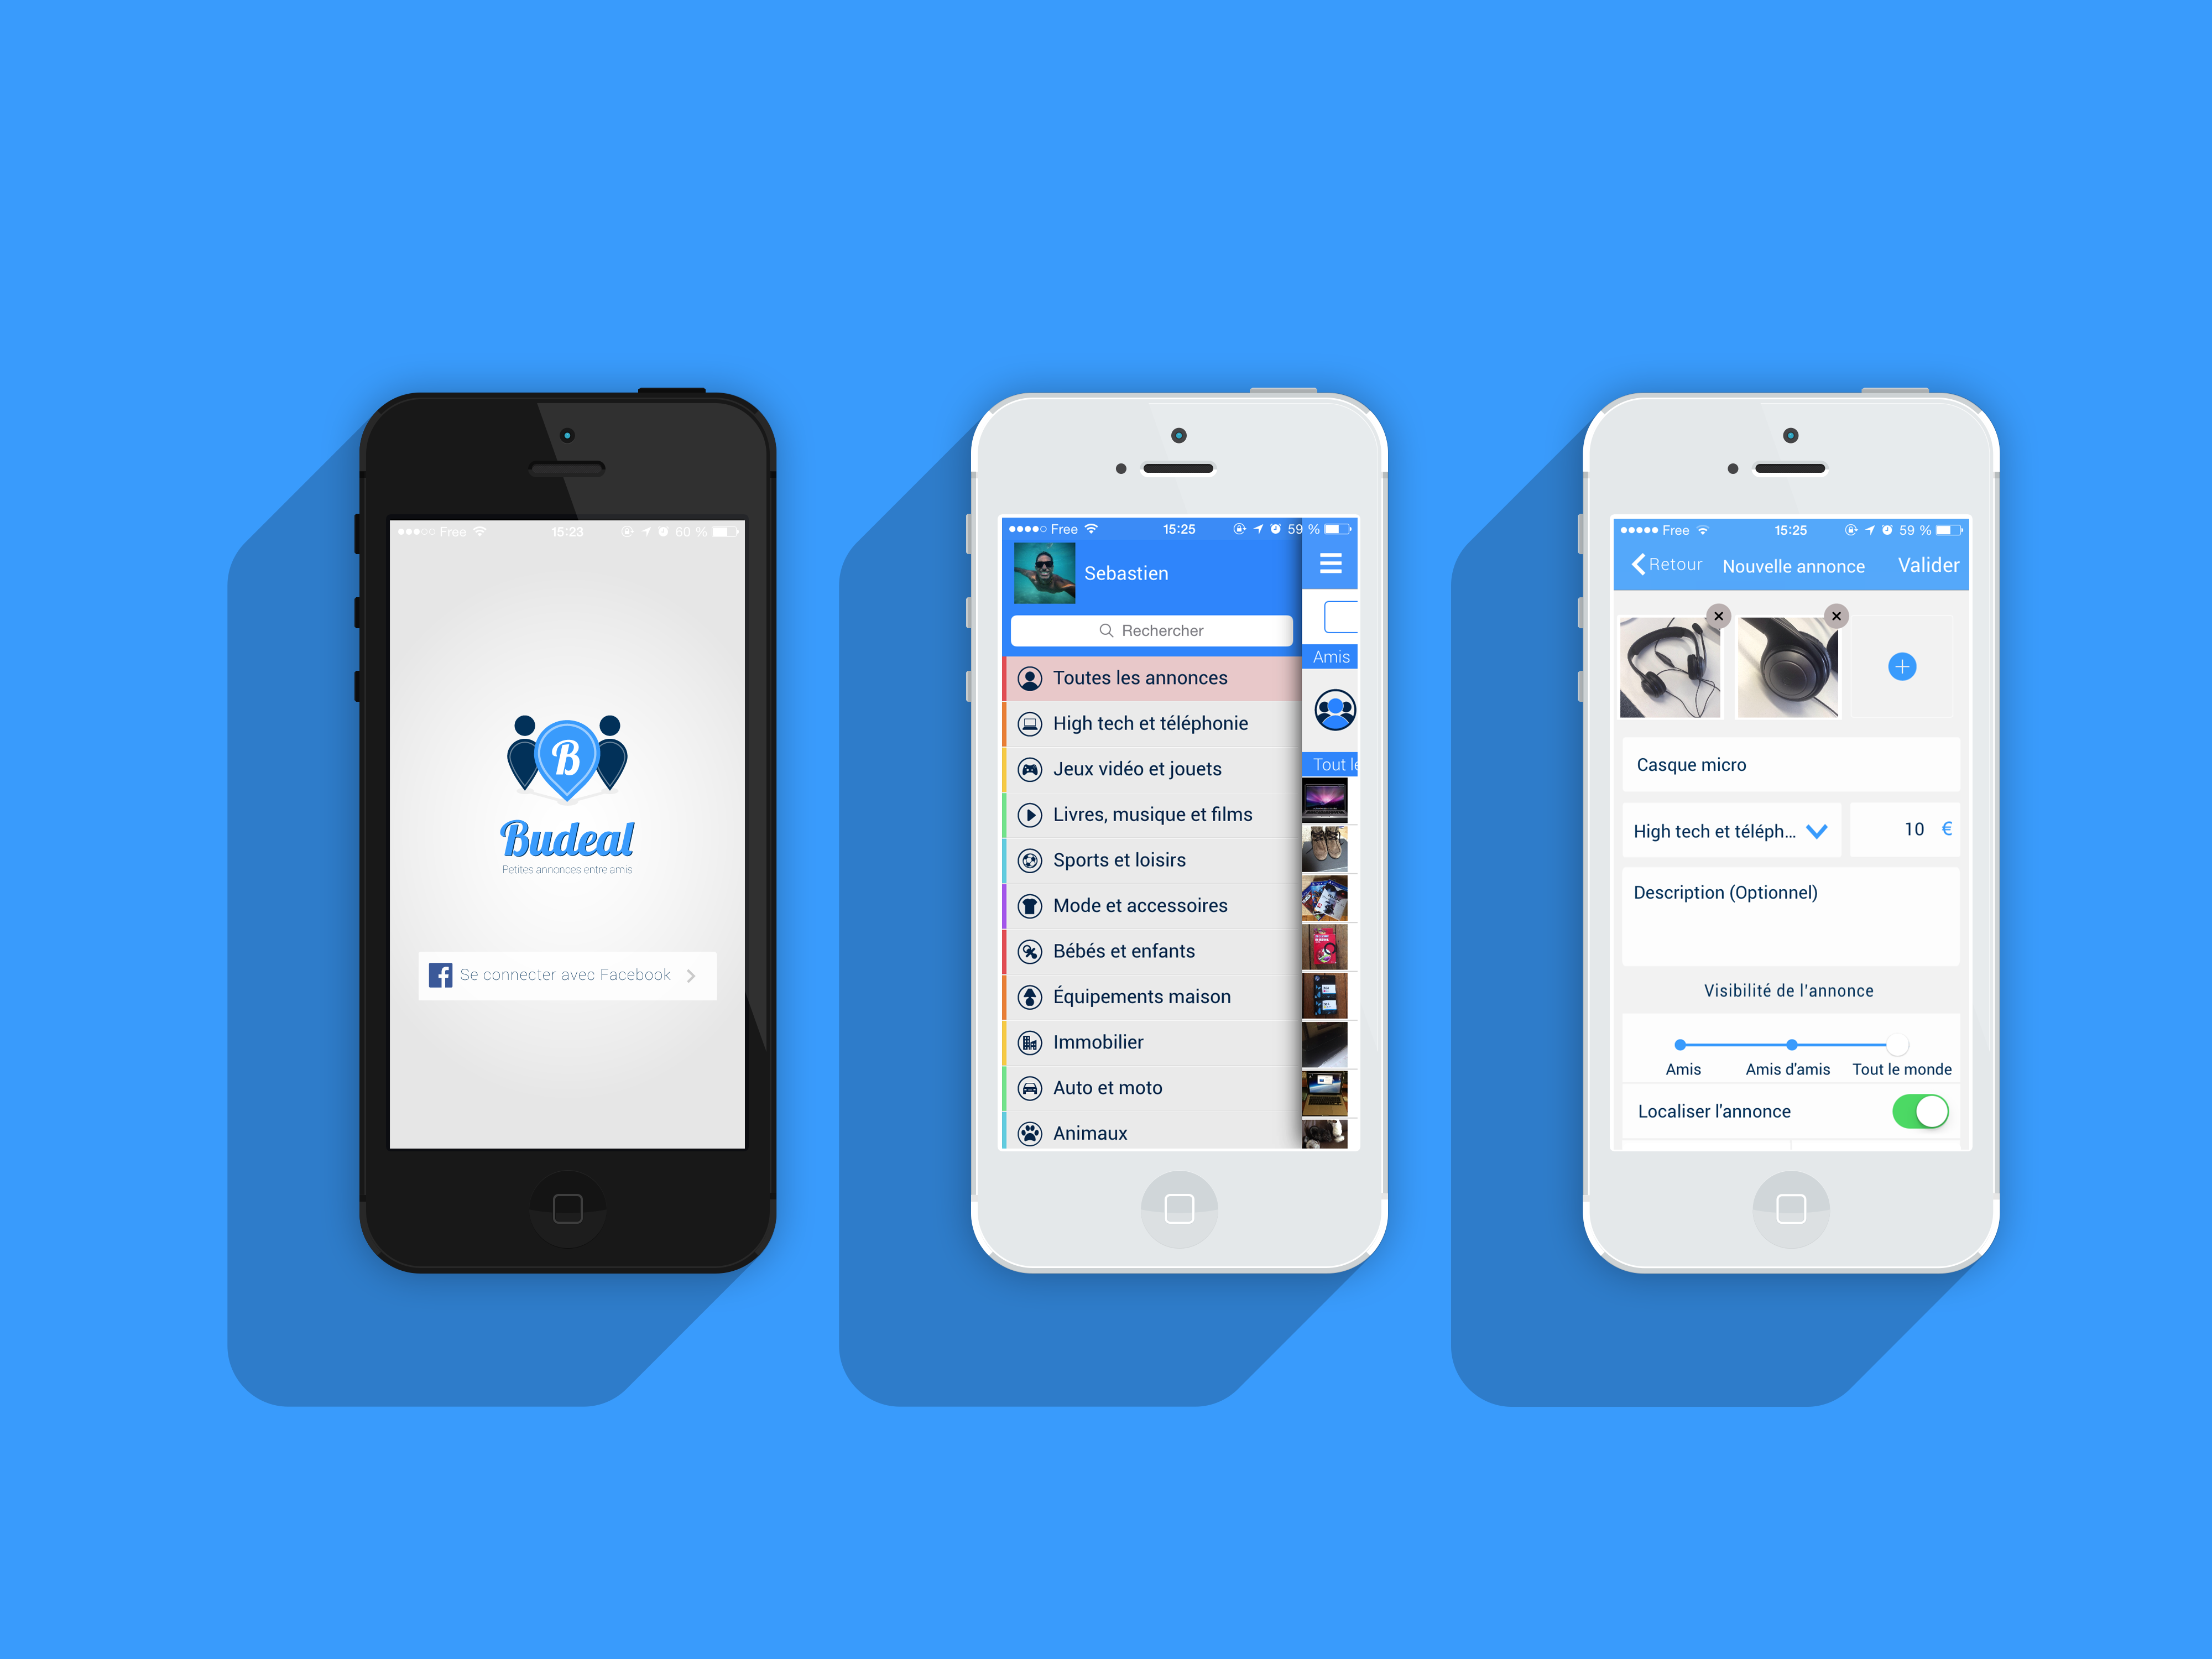 Free 15:23 60 %
B
Budeal
Petites annonces entre amis
Se connecter avec Facebook
Free 15:25 59 %
Sebastien
Rechercher
Toutes les annonces
High tech et téléphonie
Jeux vidéo et jouets
Livres, musique et films
Sports et loisirs
Mode et accessoires
Bébés et enfants
Équipements maison
Immobilier
Auto et moto
Animaux
Amis
Tout le
Free 15:25 59 %
Retour Nouvelle annonce Valider
Casque micro
High tech et téléph... 10 €
Description (Optionnel)
Visibilité de l'annonce
Amis Amis d'amis Tout le monde
Localiser l'annonce